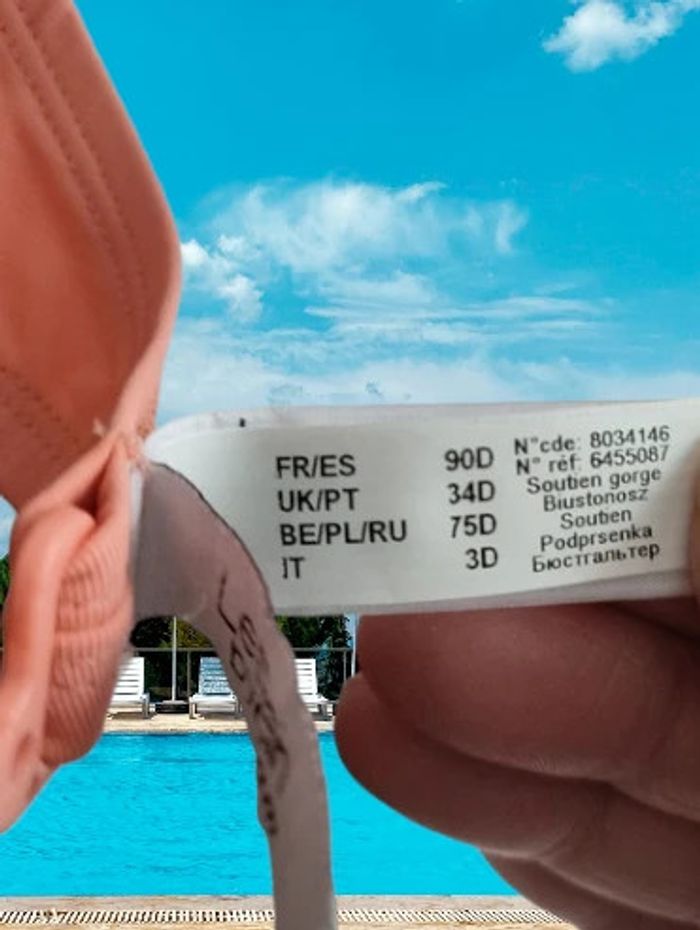 FR/ES 90D
UK/PT 34D
BE/PL/RU 75D
IT 3D
N°cde: 8034146
N° réf: 6455087
Soutien gorge
Biustonosz
Soutien
Podprsenka
Бюстгальтер